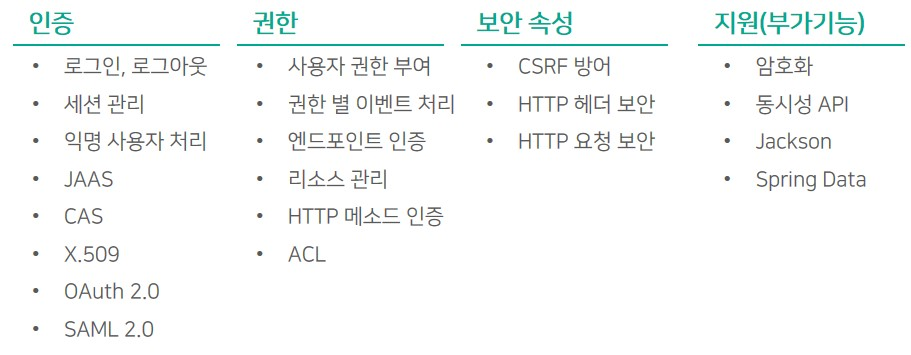 인증
• 로그인, 로그아웃
• 세션 관리
• 익명 사용자 처리
• JAAS
• CAS
• X.509
• OAuth 2.0
• SAML 2.0
권한
• 사용자 권한 부여
• 권한 별 이벤트 처리
• 엔드포인트 인증
• 리소스 관리
• HTTP 메소드 인증
• ACL
보안 속성
• CSRF 방어
• HTTP 헤더 보안
• HTTP 요청 보안
지원(부가기능)
• 암호화
• 동시성 API
• Jackson
• Spring Data